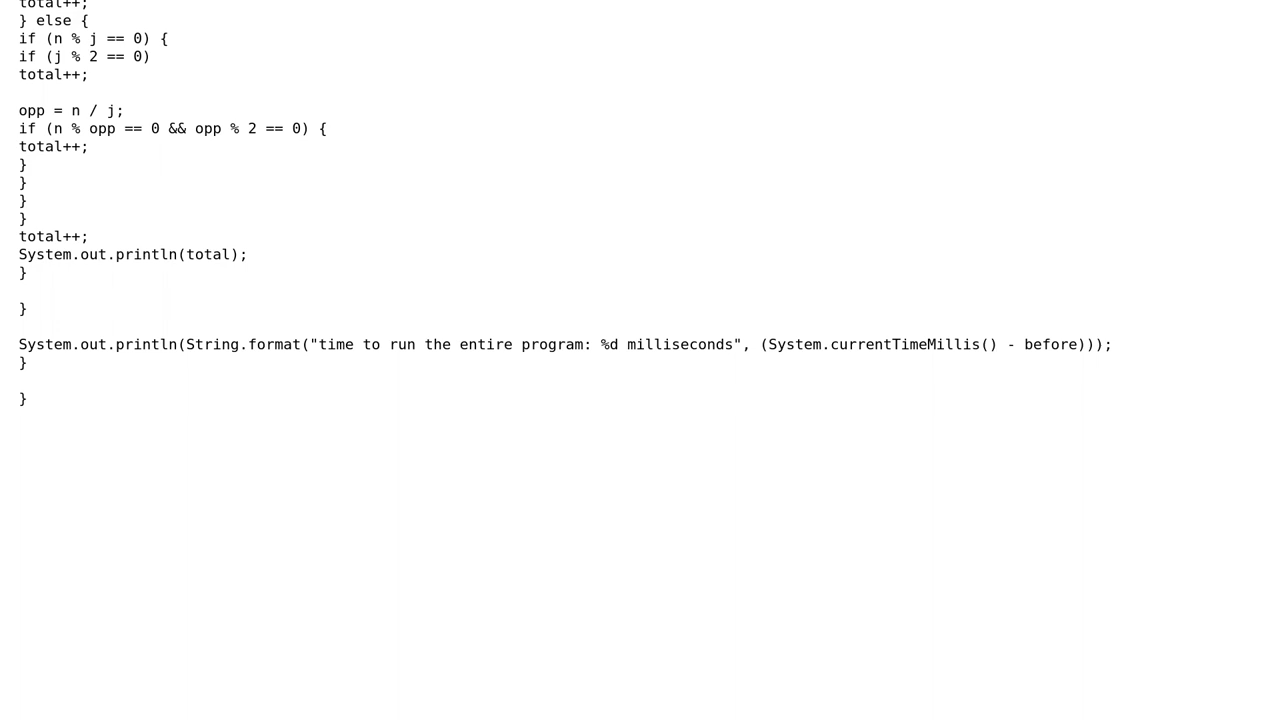 total++;
} else {
if (n % j == 0) {
if (j % 2 == 0)
total++;
opp = n / j;
if (n % opp == 0 && opp % 2 == 0) {
total++;
}
}
}
}
total++;
System.out.println(total);
}
}
System.out.println(String.format("time to run the entire program: %d milliseconds", (System.currentTimeMillis() - before)));
}
}